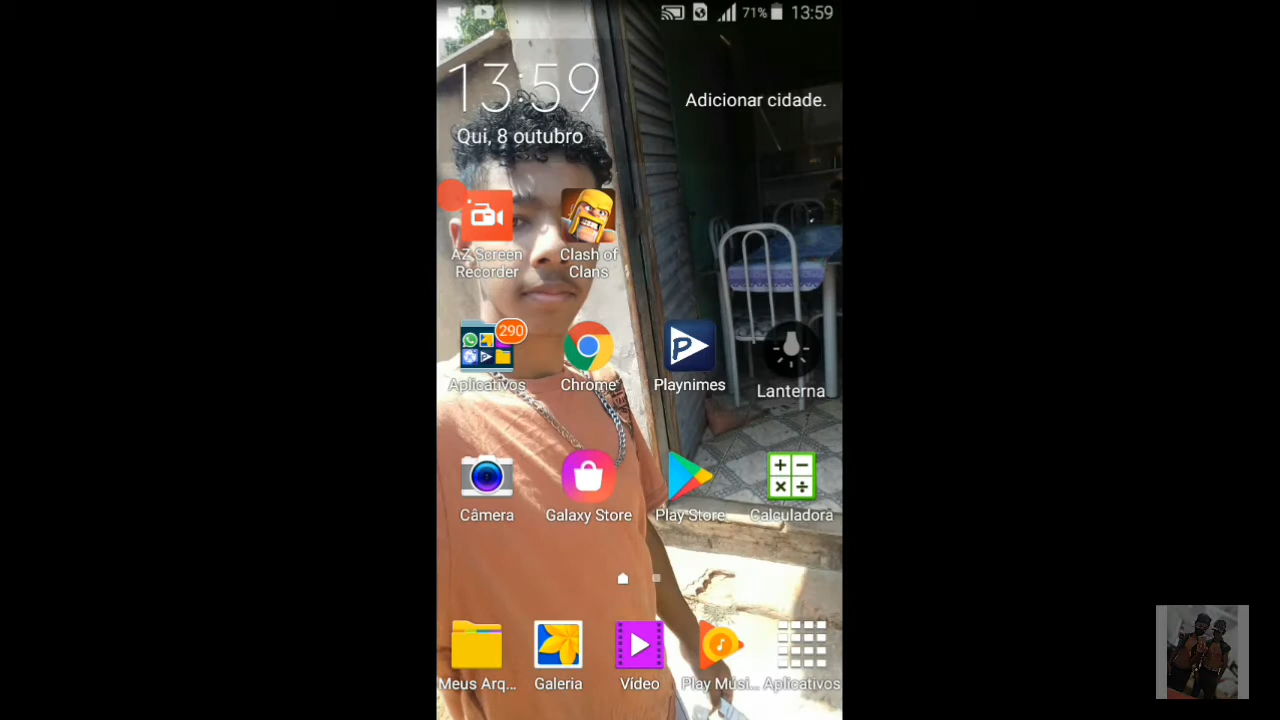 71% 13:59
13:59
Adicionar cidade.
Qui, 8 outubro
AZ Screen
Recorder
Clash of
Clans
290
Aplicativos
Chrome
Playnimes
Lanterna
Câmera
Galaxy Store
Play Store
Calculadora
Meus Arq...
Galeria
Vídeo
Play Músi...
Aplicativos